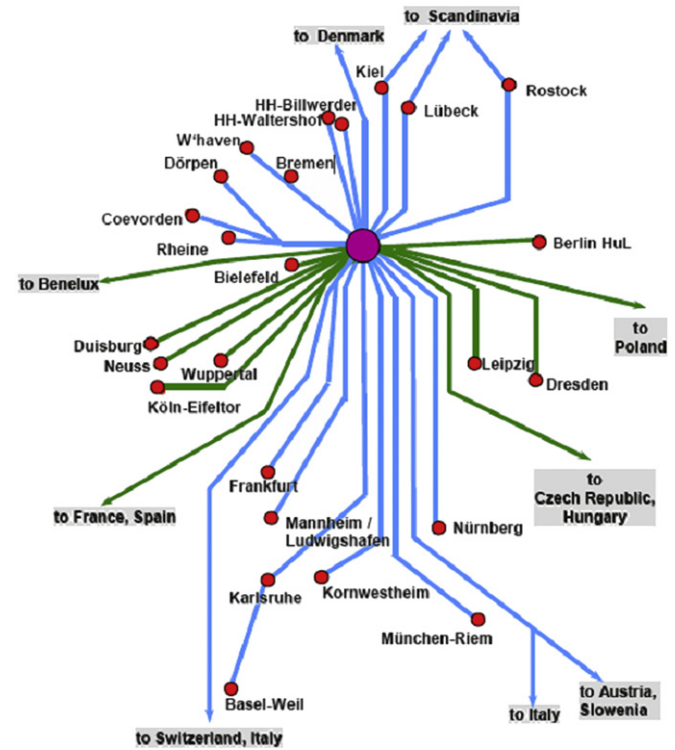 to Scandinavia
to Denmark
Kiel
Rostock
HH-Billwerder
Lübeck
HH-Waltershof
W'haven
Dörpen
Bremen
Coevorden
Berlin HuL
Rheine
Bielefeld
to Benelux
to
Poland
Duisburg
Neuss
Wuppertal
Leipzig
Dresden
Köln-Eifeltor
Frankfurt
to
Czech Republic,
Hungary
to France, Spain
Mannheim /
Ludwigshafen
Nürnberg
Karlsruhe
Kornwestheim
München-Riem
Basel-Weil
to Austria,
Slowenia
to Italy
to Switzerland, Italy